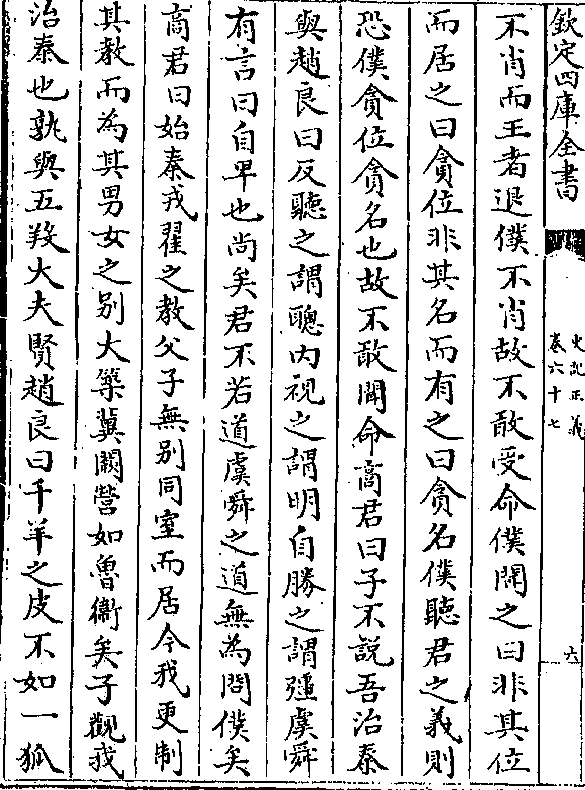 欽定四庫全書
史記正義
卷六十七
六
不肖而王者退僕不肖故不敢受命僕聞之曰非其位
而居之曰貪位非其名而有之曰貪名僕聽君之義則
恐僕貪位貪名也故不敢聞命商君曰子不說吾治秦
與趙良曰反聽之謂聰內視之謂明自勝之謂彊虞舜
有言曰自卑也尚矣君不若道虞舜之道無為問僕矣
商君曰始秦戎翟之教父子無別同室而居今我更制
其教而為其男女之別大築冀闕營如魯衛矣子觀我
治秦也孰與五羖大夫賢趙良曰千羊之皮不如一狐